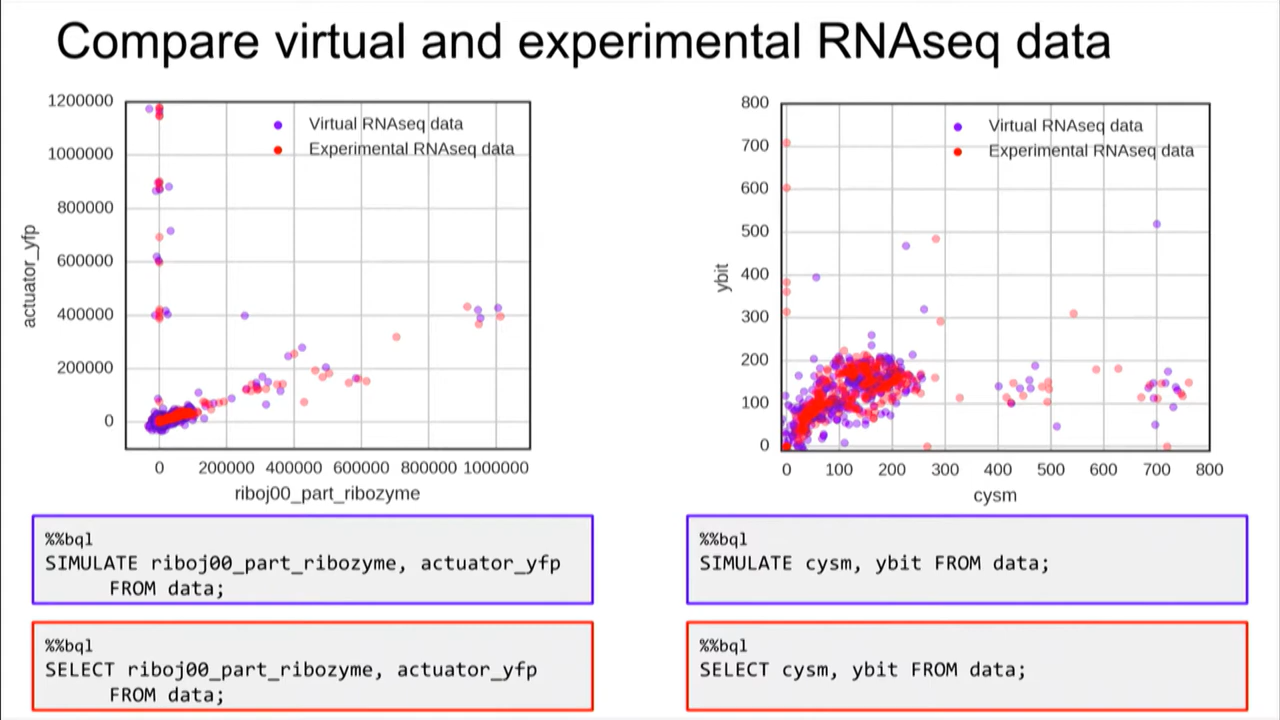 Compare virtual and experimental RNAseq data
1200000
1000000
800000
600000
400000
200000
0
actuator_yfp
Virtual RNAseq data
Experimental RNAseq data
0 200000 400000 600000 800000 1000000
riboj00_part_ribozyme
800
700
600
500
400
300
200
100
0
ybit
Virtual RNAseq data
Experimental RNAseq data
0 100 200 300 400 500 600 700 800
cysm
%%bql
SIMULATE riboj00_part_ribozyme, actuator_yfp
FROM data;
%%bql
SIMULATE cysm, ybit FROM data;
%%bql
SELECT riboj00_part_ribozyme, actuator_yfp
FROM data;
%%bql
SELECT cysm, ybit FROM data;